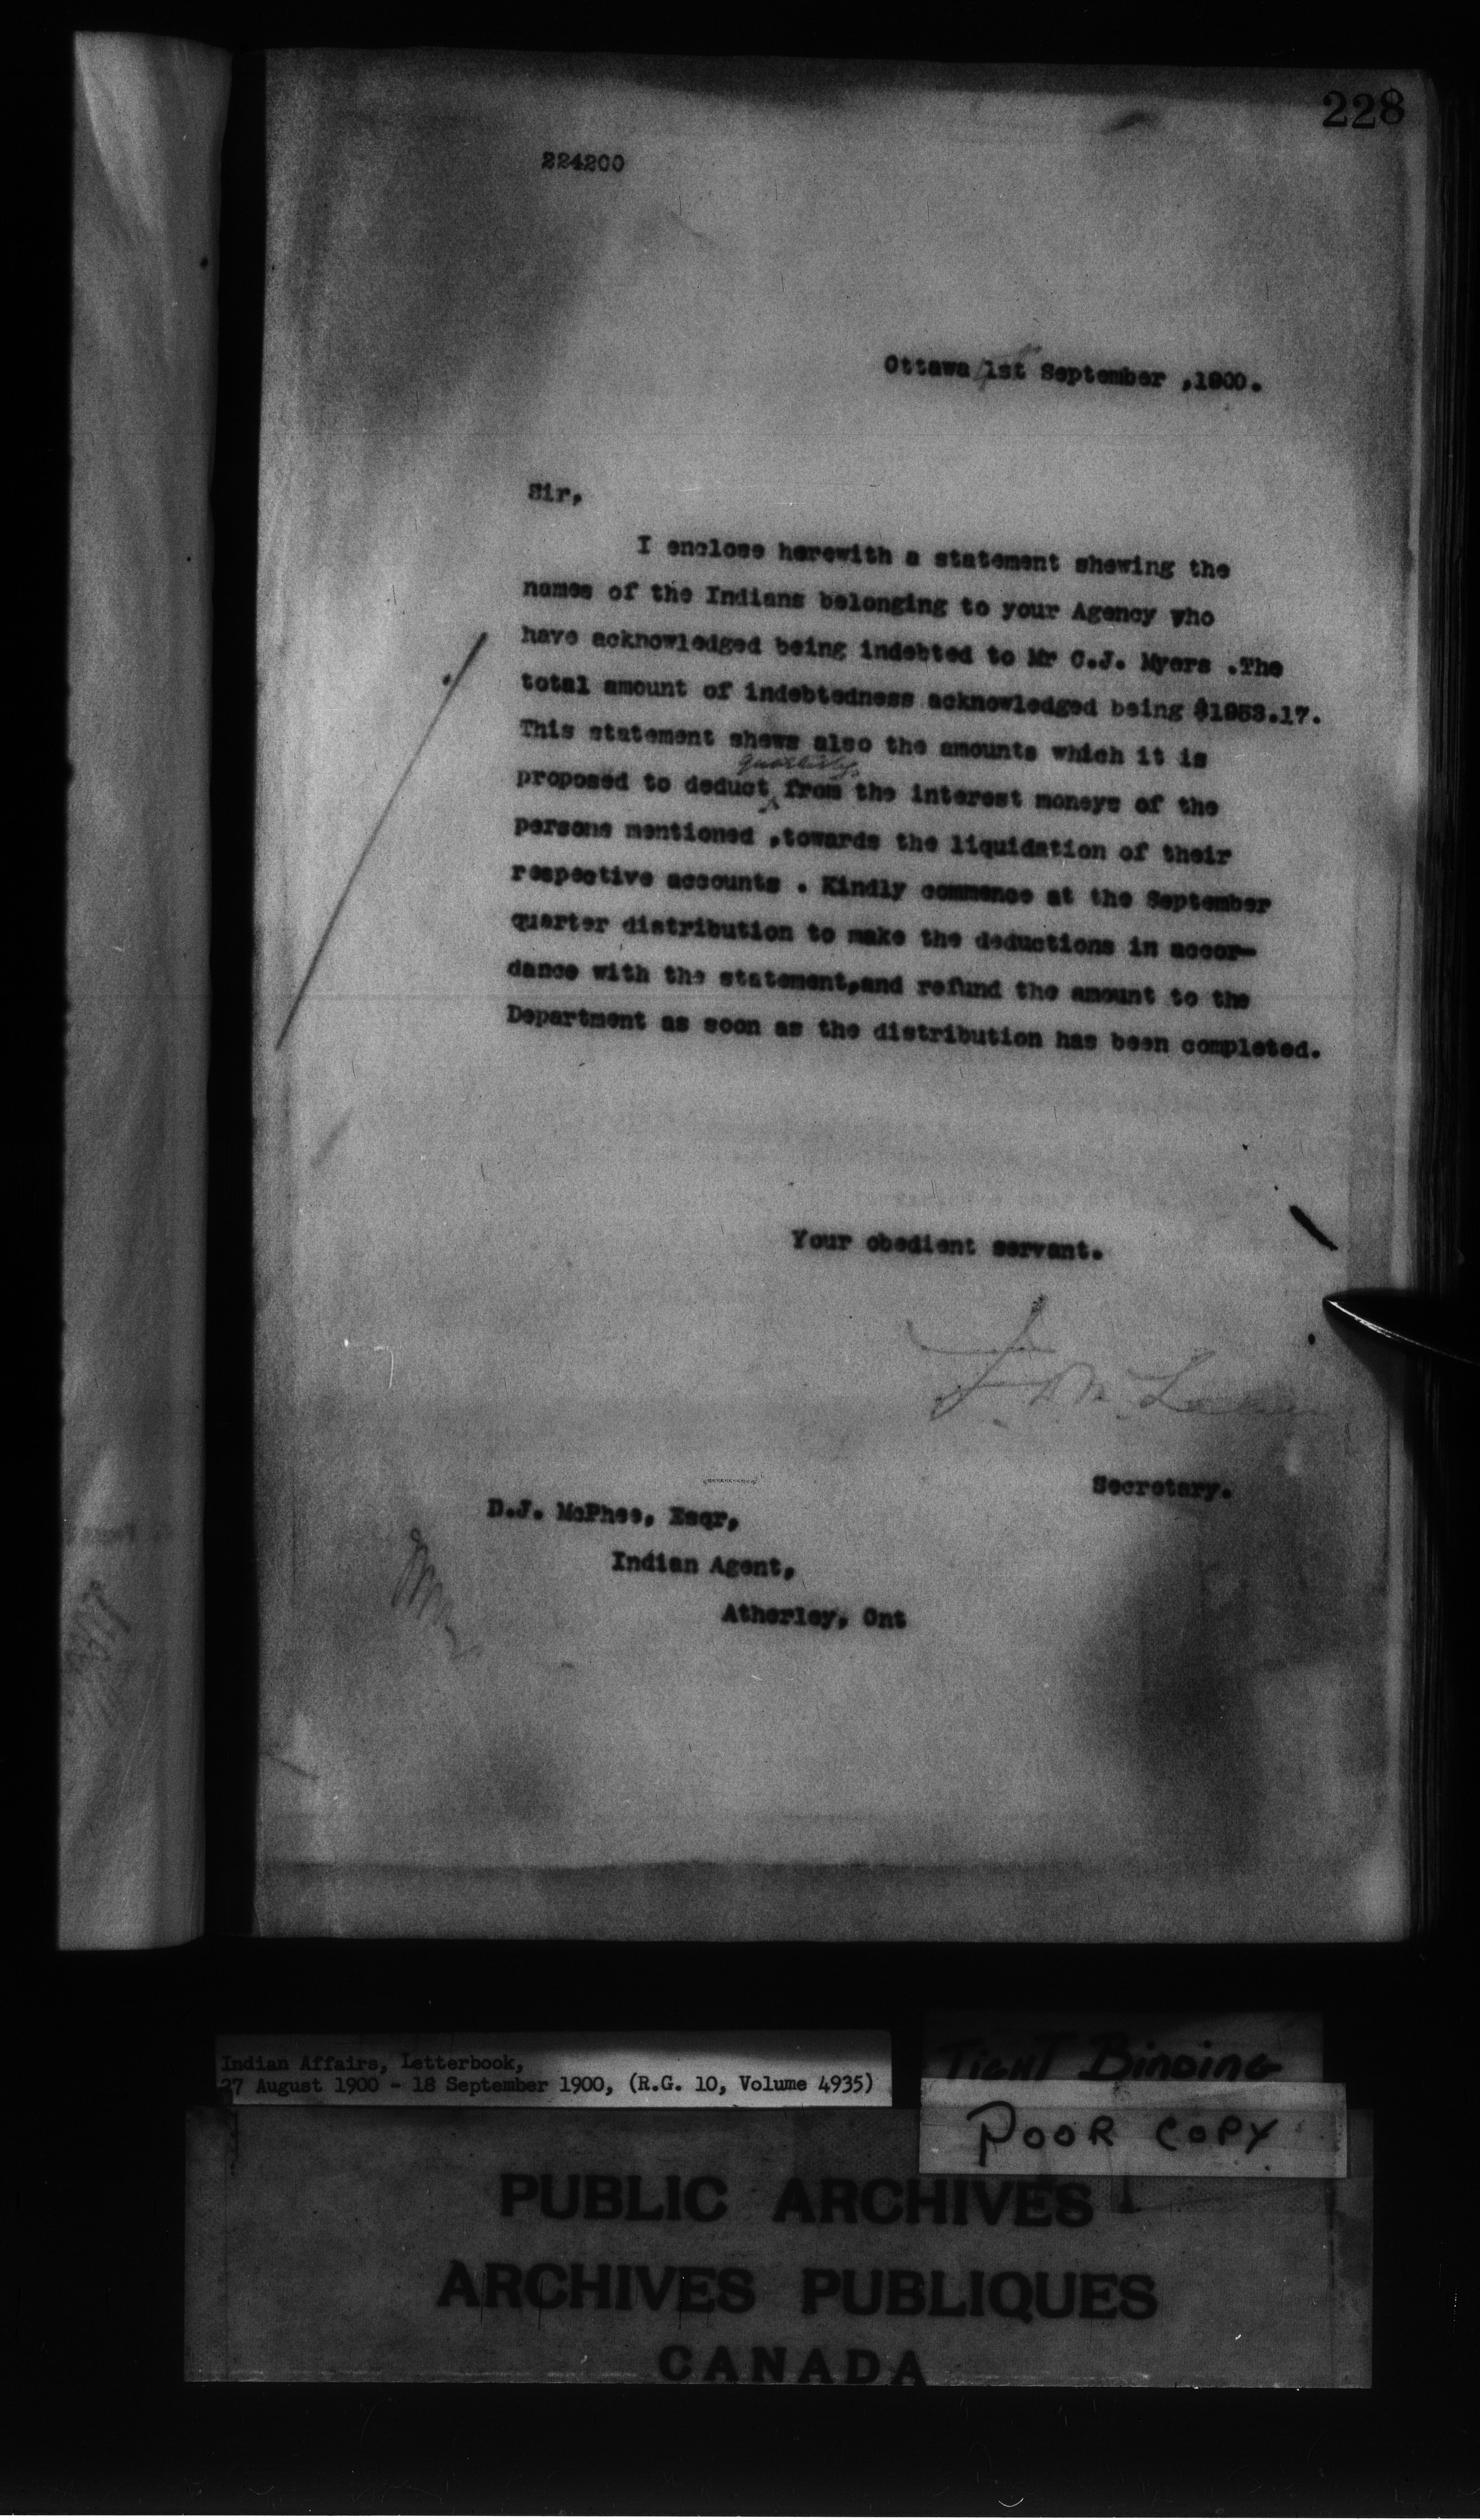 228
224200
Ottawa 1st September ,1900.
Sir,
I enclose herewith a statement shewing the
names of the Indians belonging to your Agency who
have acknowledged being indebted to Mr C.J. Myers .The
total amount of indebtedness acknowledged being $1953.17.
This statement shews also the amounts which it is
quarterly
proposed to deduct from the interest moneys of the
persons mentioned ,towards the liquidation of their
respective accounts . Kindly commence at the September
quarter distribution to make the deductions in accor-
dance with the statement,and refund the amount to the
Department as soon as the distribution has been completed.
Your obedient servant.
Secretary.
D.J. McPhee, Esqr,
Indian Agent,
Atherley, Ont
Indian Affairs, Letterbook,
27 August 1900 - 18 September 1900, (R.G. 10, Volume 4935)
TIGHT BINDING
POOR COPY
PUBLIC ARCHIVES
ARCHIVES PUBLIQUES
CANADA